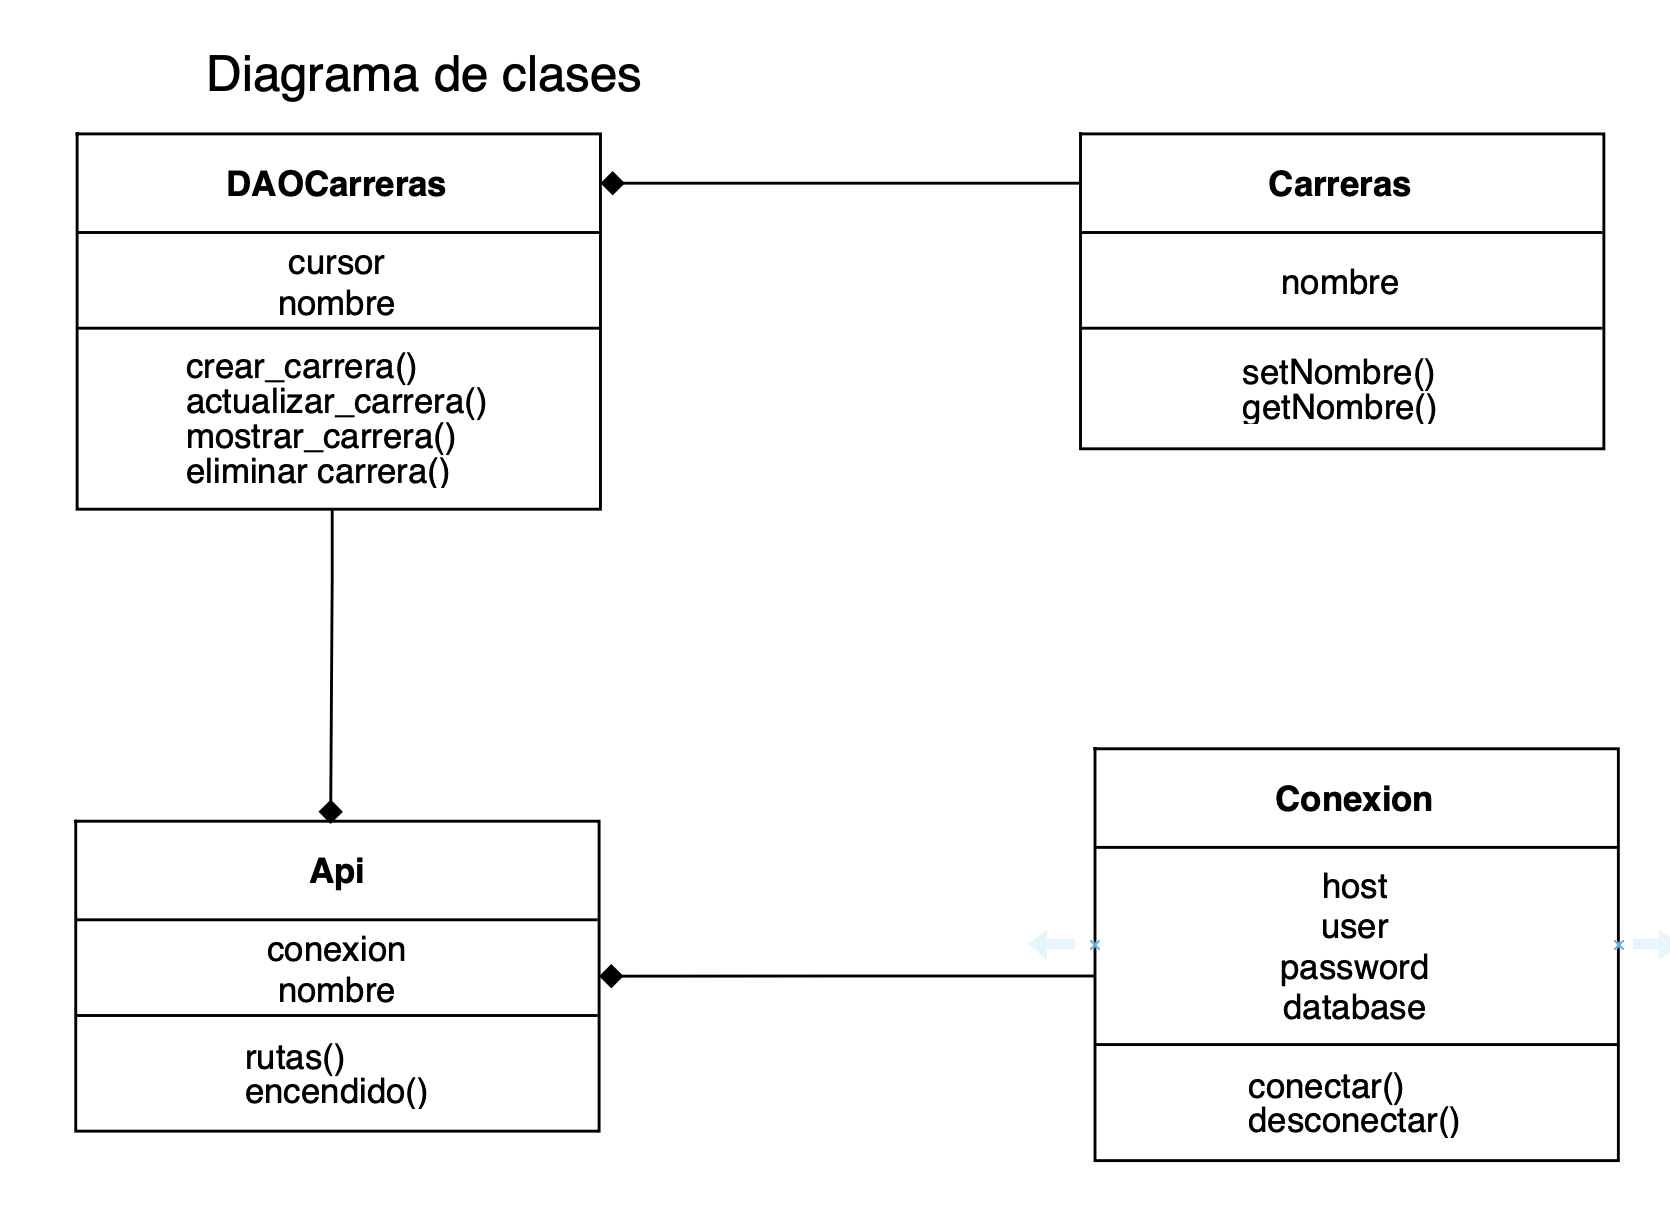 Diagrama de clases
DAOCarreras
cursor
nombre
crear_carrera()
actualizar_carrera()
mostrar_carrera()
eliminar carrera()
Carreras
nombre
setNombre()
getNombre()
Api
conexion
nombre
rutas()
encendido()
Conexion
host
user
password
database
conectar()
desconectar()